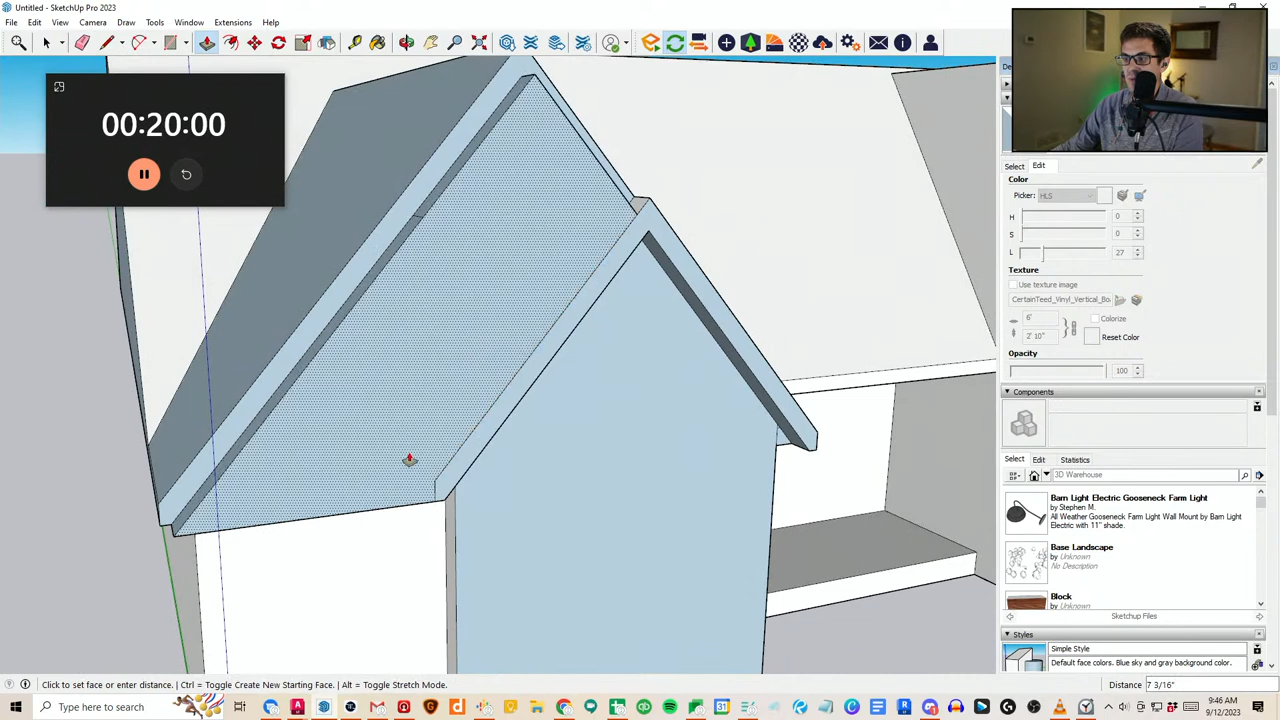 Untitled - SketchUp Pro 2023
File Edit View Camera Draw Tools Window Extensions Help
00:20:00
De
Select Edit
Color
Picker: HLS
H 0
S 0
L 27
Texture
Use texture image
CertainTeed_Vinyl_Vertical_Bo
6' Colorize
2' 10" Reset Color
Opacity
100
Components
Select Edit Statistics
3D Warehouse
Barn Light Electric Gooseneck Farm Light
by Stephen M.
All Weather Gooseneck Farm Light Wall Mount by Barn Light
Electric with 11" shade.
Base Landscape
by Unknown
No Description
Block
by Unknown
Sketchup Files
Styles
Simple Style
Default face colors. Blue sky and gray background color.
Click to set face or enter distance. | Ctrl = Toggle Create New Starting Face. | Alt = Toggle Stretch Mode.
Distance 7 3/16"
Type here to search
9:46 AM
9/12/2023